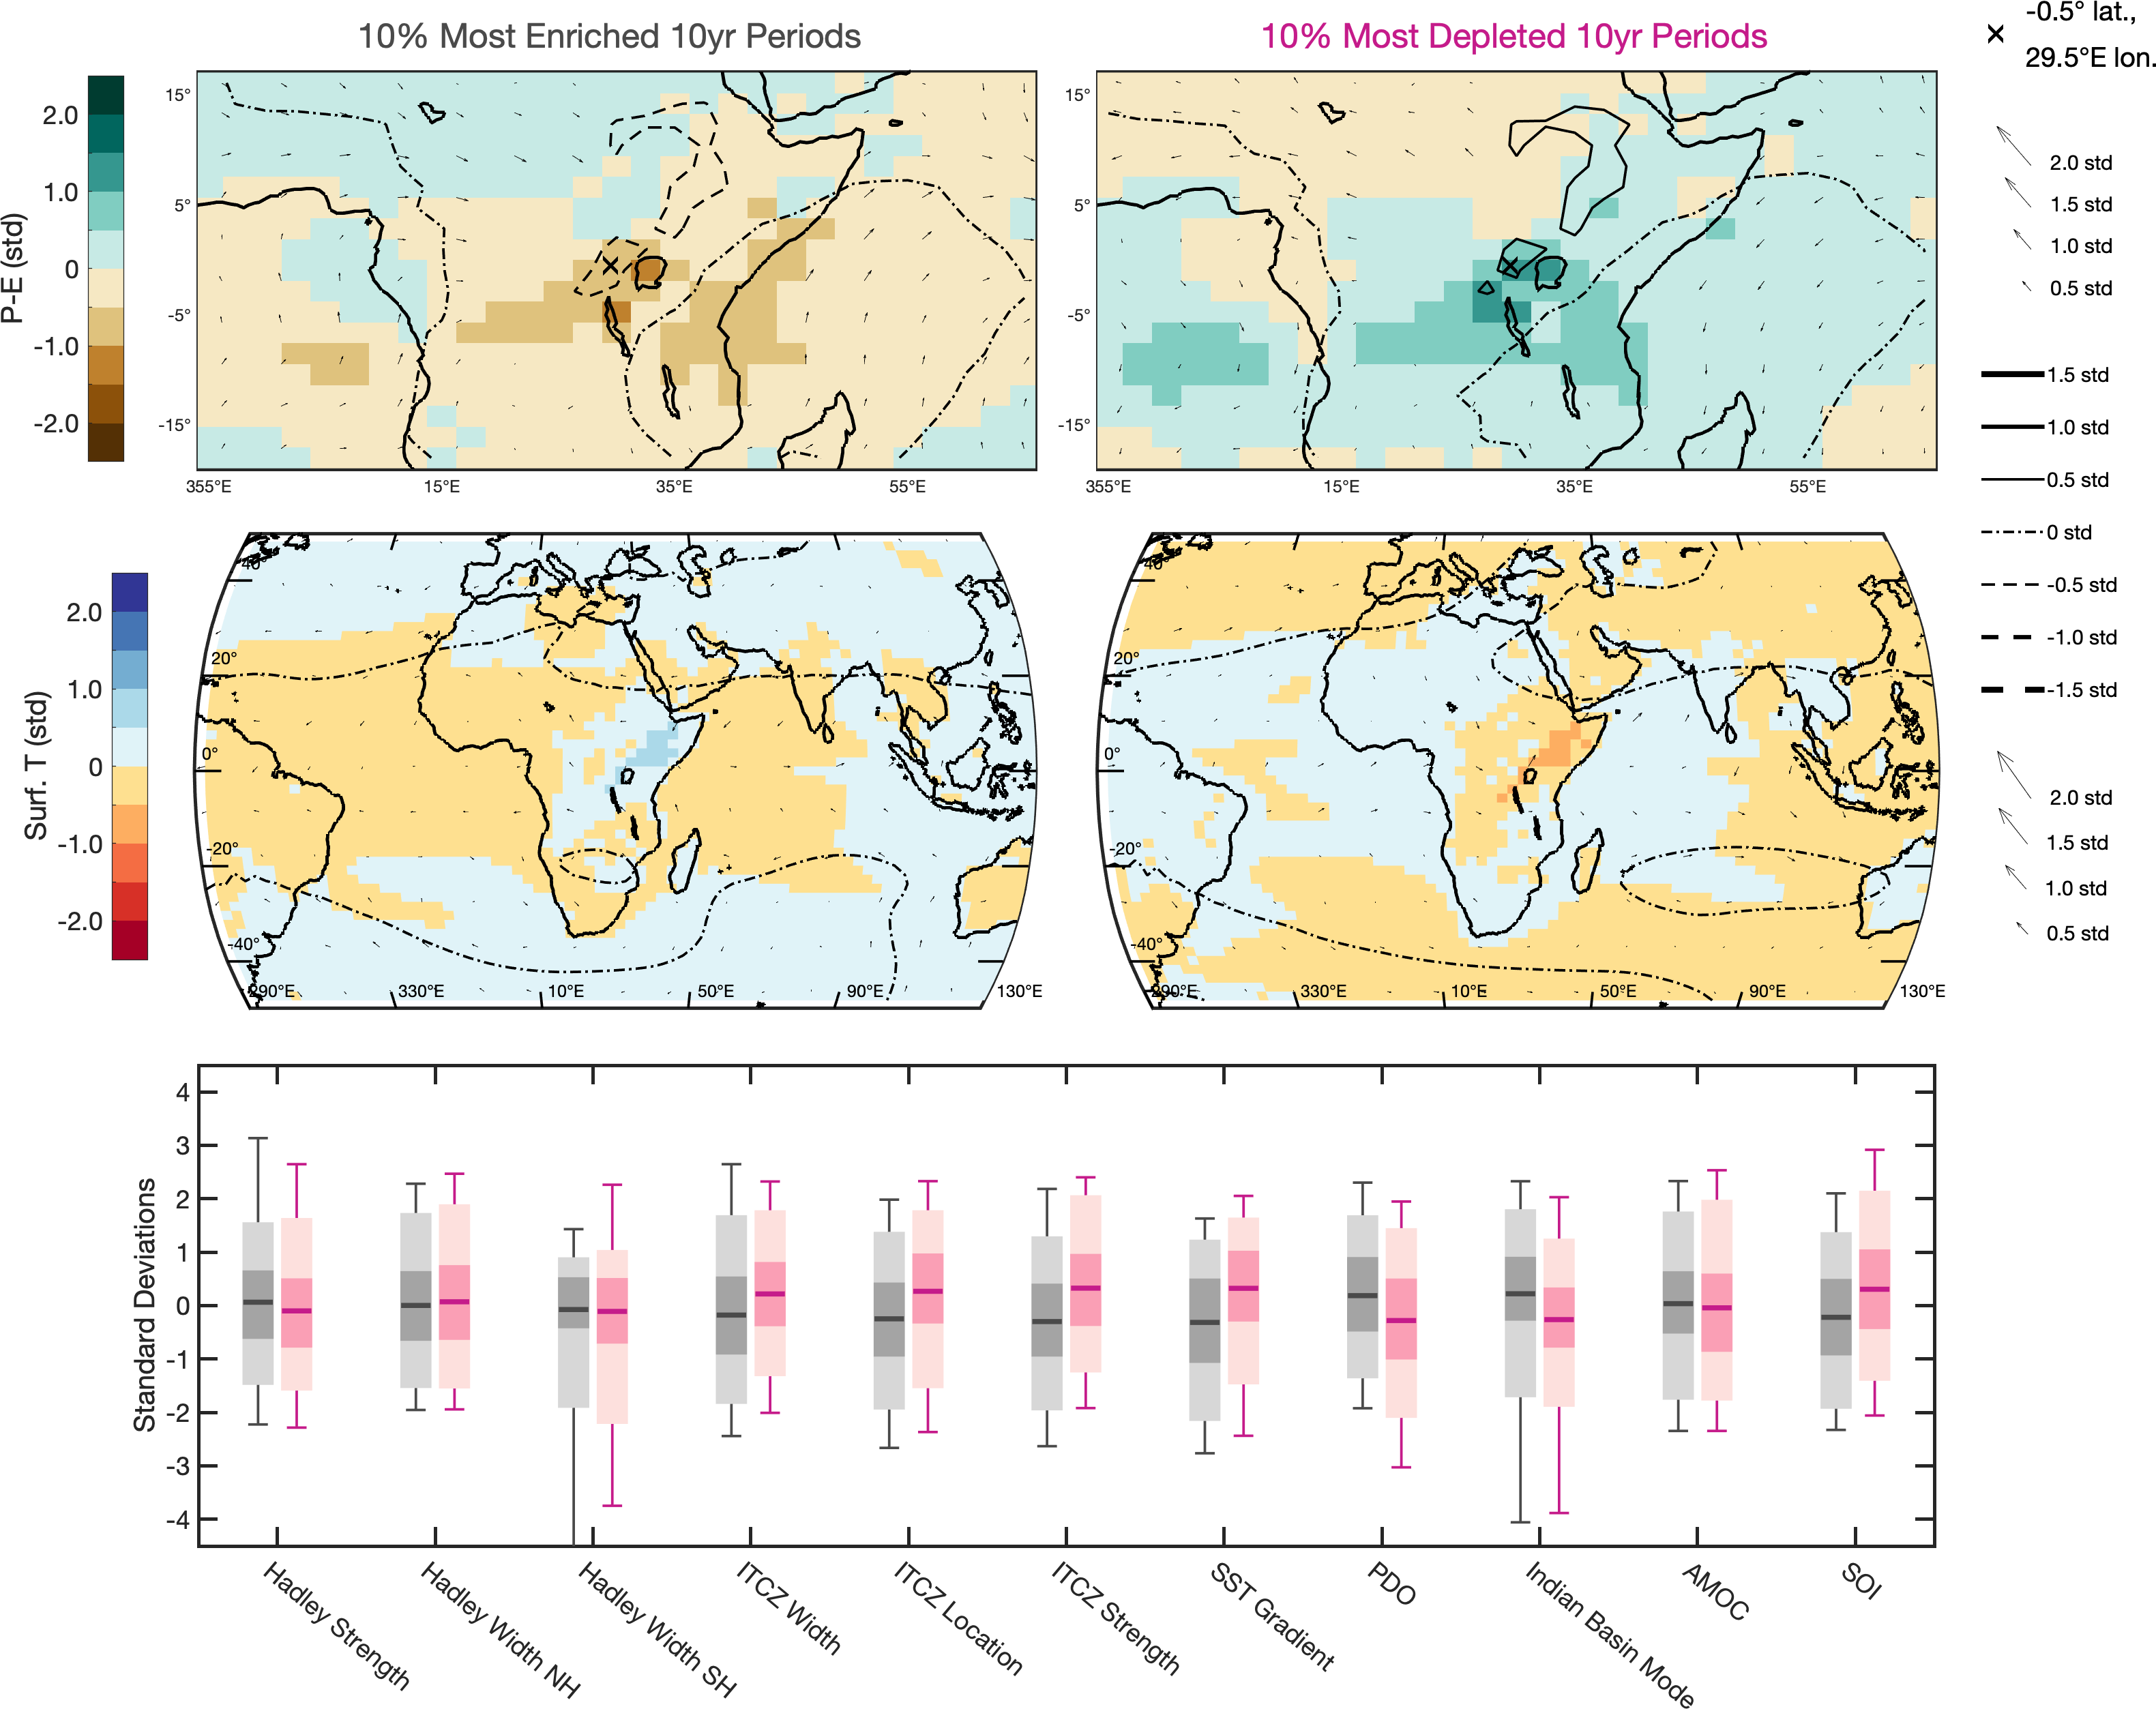 10% Most Enriched 10yr Periods
10% Most Depleted 10yr Periods
-0.5° lat.,
29.5°E lon.
P-E (std)
2.0
1.0
0
-1.0
-2.0
15°
5°
-5°
-15°
355°E
15°E
35°E
55°E
15°
5°
-5°
-15°
355°E
15°E
35°E
55°E
2.0 std
1.5 std
1.0 std
0.5 std
1.5 std
1.0 std
0.5 std
0 std
-0.5 std
-1.0 std
-1.5 std
Surf. T (std)
2.0
1.0
0
-1.0
-2.0
40°
20°
0°
-20°
-40°
290°E
330°E
10°E
50°E
90°E
130°E
40°
20°
0°
-20°
-40°
290°E
330°E
10°E
50°E
90°E
130°E
2.0 std
1.5 std
1.0 std
0.5 std
Standard Deviations
4
3
2
1
0
-1
-2
-3
-4
Hadley Strength
Hadley Width NH
Hadley Width SH
ITCZ Width
ITCZ Location
ITCZ Strength
SST Gradient
PDO
Indian Basin Mode
AMOC
SOI